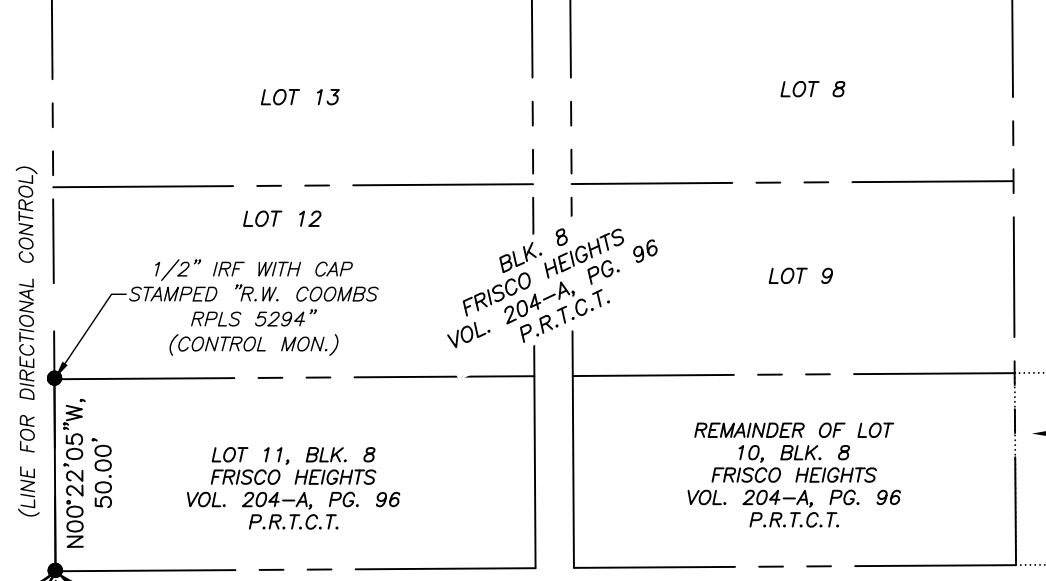 LOT 13
LOT 8
(LINE FOR DIRECTIONAL CONTROL)
LOT 12
1/2" IRF WITH CAP
STAMPED "R.W. COOMBS
RPLS 5294"
(CONTROL MON.)
BLK. 8
FRISCO HEIGHTS
VOL. 204-A, PG. 96
P.R.T.C.T.
LOT 9
N00°22'05"W,
50.00'
LOT 11, BLK. 8
FRISCO HEIGHTS
VOL. 204-A, PG. 96
P.R.T.C.T.
REMAINDER OF LOT
10, BLK. 8
FRISCO HEIGHTS
VOL. 204-A, PG. 96
P.R.T.C.T.